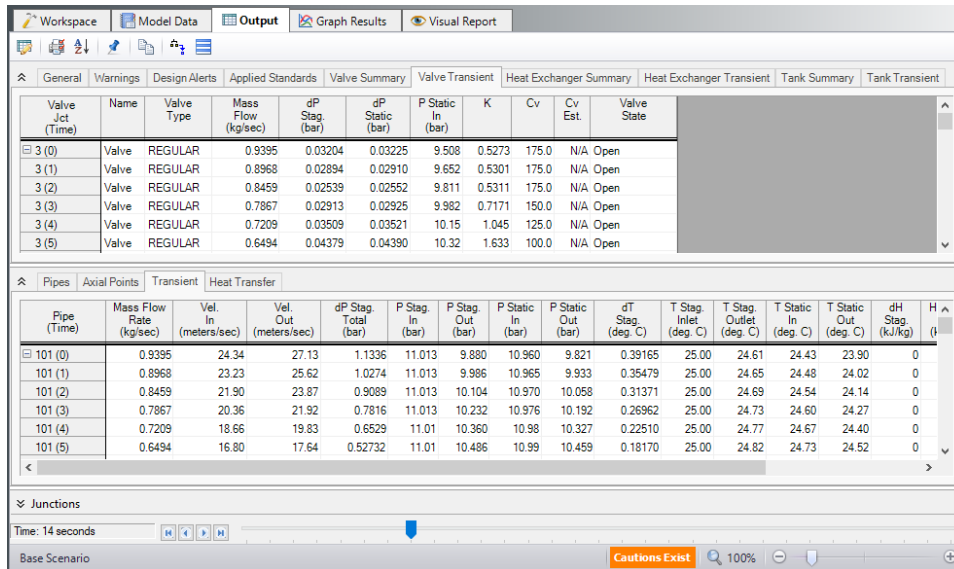 Workspace Model Data Output Graph Results Visual Report
General Warnings Design Alerts Applied Standards Valve Summary Valve Transient Heat Exchanger Summary Heat Exchanger Transient Tank Summary Tank Transient
Valve Jct (Time) Name Valve Type Mass Flow (kg/sec) dP Stag. (bar) dP Static (bar) P Static In (bar) K Cv Cv Est. Valve State
3 (0) Valve REGULAR 0.9395 0.03204 0.03225 9.508 0.5273 175.0 N/A Open
3 (1) Valve REGULAR 0.8968 0.02894 0.02910 9.652 0.5301 175.0 N/A Open
3 (2) Valve REGULAR 0.8459 0.02539 0.02552 9.811 0.5311 175.0 N/A Open
3 (3) Valve REGULAR 0.7867 0.02913 0.02925 9.982 0.7171 150.0 N/A Open
3 (4) Valve REGULAR 0.7209 0.03509 0.03521 10.15 1.045 125.0 N/A Open
3 (5) Valve REGULAR 0.6494 0.04379 0.04390 10.32 1.633 100.0 N/A Open
Pipes Axial Points Transient Heat Transfer
Pipe (Time) Mass Flow Rate (kg/sec) Vel. In (meters/sec) Vel. Out (meters/sec) dP Stag. Total (bar) P Stag. In (bar) P Stag. Out (bar) P Static In (bar) P Static Out (bar) dT Stag. (deg. C) T Stag. Inlet (deg. C) T Stag. Outlet (deg. C) T Static In (deg. C) T Static Out (deg. C) dH Stag. (kJ/kg) H
101 (0) 0.9395 24.34 27.13 1.1336 11.013 9.880 10.960 9.821 0.39165 25.00 24.61 24.43 23.90 0
101 (1) 0.8968 23.23 25.62 1.0274 11.013 9.986 10.965 9.933 0.35479 25.00 24.65 24.48 24.02 0
101 (2) 0.8459 21.90 23.87 0.9089 11.013 10.104 10.970 10.058 0.31371 25.00 24.69 24.54 24.14 0
101 (3) 0.7867 20.36 21.92 0.7816 11.013 10.232 10.976 10.192 0.26962 25.00 24.73 24.60 24.27 0
101 (4) 0.7209 18.66 19.83 0.6529 11.01 10.360 10.98 10.327 0.22510 25.00 24.77 24.67 24.40 0
101 (5) 0.6494 16.80 17.64 0.52732 11.01 10.486 10.99 10.459 0.18170 25.00 24.82 24.73 24.52 0
Junctions
Time: 14 seconds
Base Scenario Cautions Exist 100%